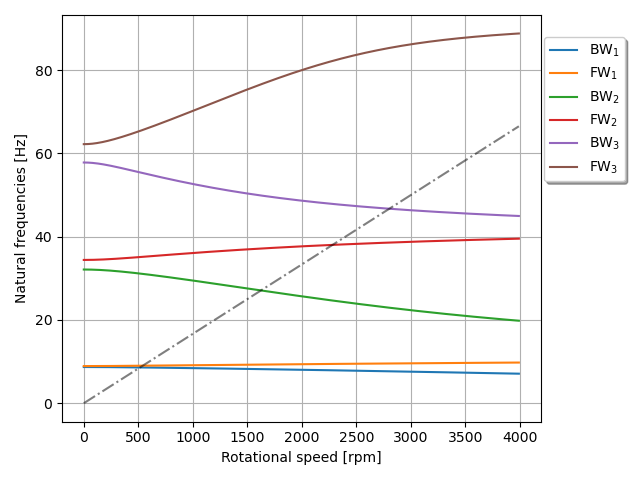 80
60
40
20
0
Natural frequencies [Hz]
0 500 1000 1500 2000 2500 3000 3500 4000
Rotational speed [rpm]
BW₁
FW₁
BW₂
FW₂
BW₃
FW₃